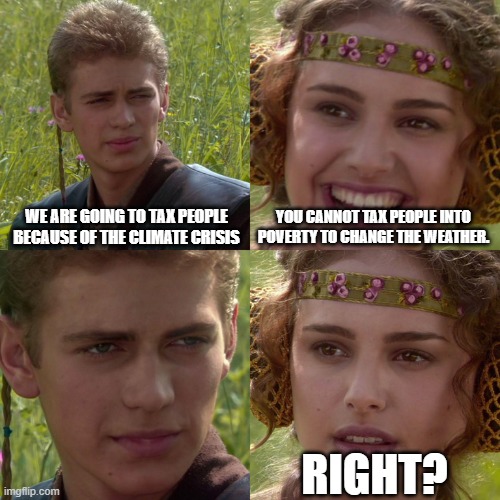 WE ARE GOING TO TAX PEOPLE
BECAUSE OF THE CLIMATE CRISIS
YOU CANNOT TAX PEOPLE INTO
POVERTY TO CHANGE THE WEATHER.
RIGHT?
imgflip.com